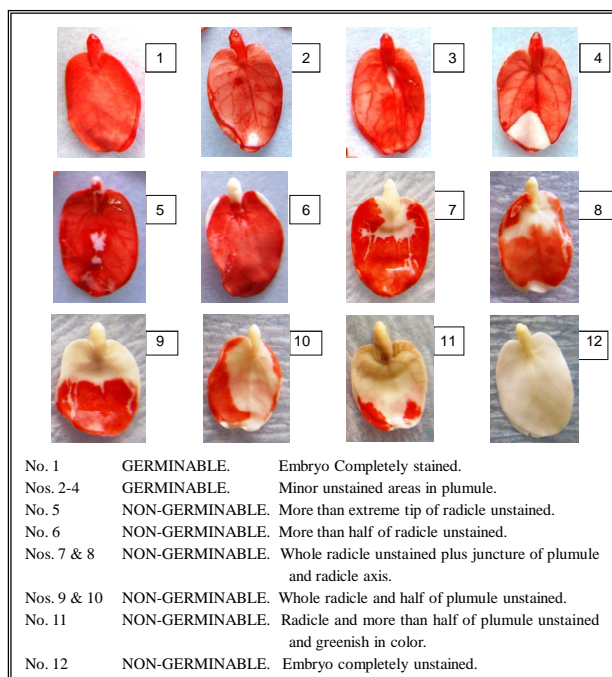 1
2
3
4
5
6
7
8
9
10
11
12
No. 1 GERMINABLE. Embryo Completely stained.
Nos. 2-4 GERMINABLE. Minor unstained areas in plumule.
No. 5 NON-GERMINABLE. More than extreme tip of radicle unstained.
No. 6 NON-GERMINABLE. More than half of radicle unstained.
Nos. 7 & 8 NON-GERMINABLE. Whole radicle unstained plus juncture of plumule
and radicle axis.
Nos. 9 & 10 NON-GERMINABLE. Whole radicle and half of plumule unstained.
No. 11 NON-GERMINABLE. Radicle and more than half of plumule unstained
and greenish in color.
No. 12 NON-GERMINABLE. Embryo completely unstained.